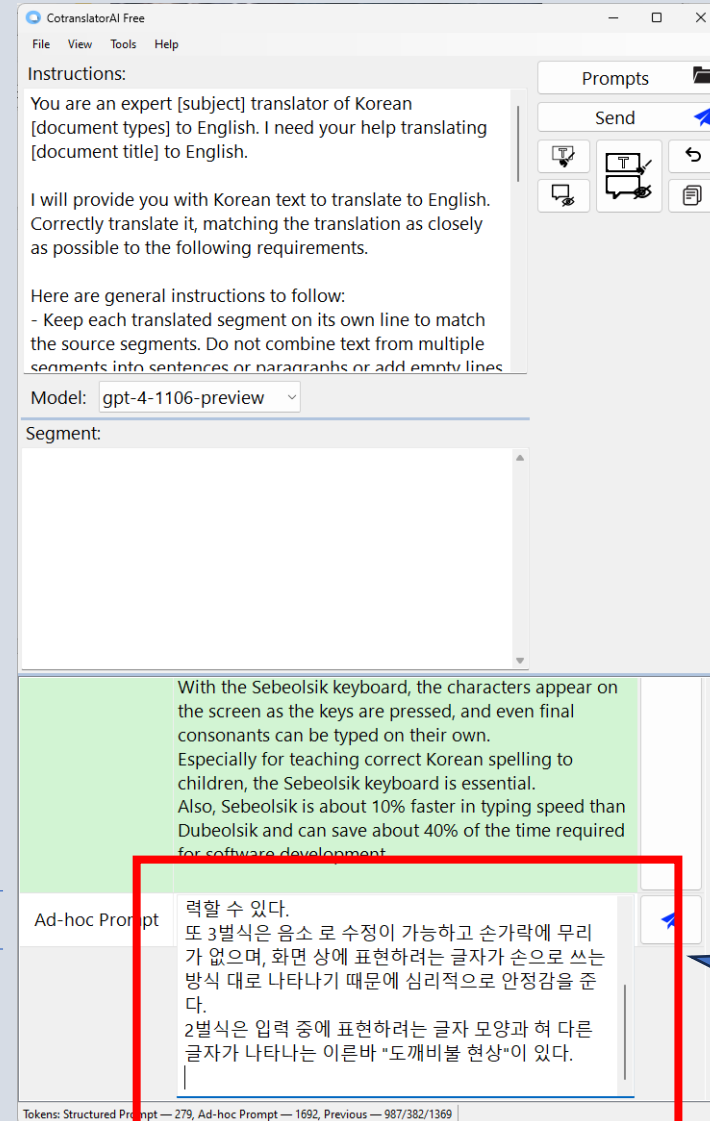 CotranslatorAI Free
File View Tools Help
Instructions:
Prompts
Send
You are an expert [subject] translator of Korean
[document types] to English. I need your help translating
[document title] to English.
I will provide you with Korean text to translate to English.
Correctly translate it, matching the translation as closely
as possible to the following requirements.
Here are general instructions to follow:
- Keep each translated segment on its own line to match
the source segments. Do not combine text from multiple
segments into sentences or paragraphs or add empty lines
Model: gpt-4-1106-preview
Segment:
With the Sebeolsik keyboard, the characters appear on
the screen as the keys are pressed, and even final
consonants can be typed on their own.
Especially for teaching correct Korean spelling to
children, the Sebeolsik keyboard is essential.
Also, Sebeolsik is about 10% faster in typing speed than
Dubeolsik and can save about 40% of the time required
for software development
Ad-hoc Prompt
력할 수 있다.
또 3벌식은 음소 로 수정이 가능하고 손가락에 무리
가 없으며, 화면 상에 표현하려는 글자가 손으로 쓰는
방식 대로 나타나기 때문에 심리적으로 안정감을 준
다.
2벌식은 입력 중에 표현하려는 글자 모양과 혀 다른
글자가 나타나는 이른바 "도깨비불 현상"이 있다.
Tokens: Structured Prompt — 279, Ad-hoc Prompt — 1692, Previous — 987/382/1369